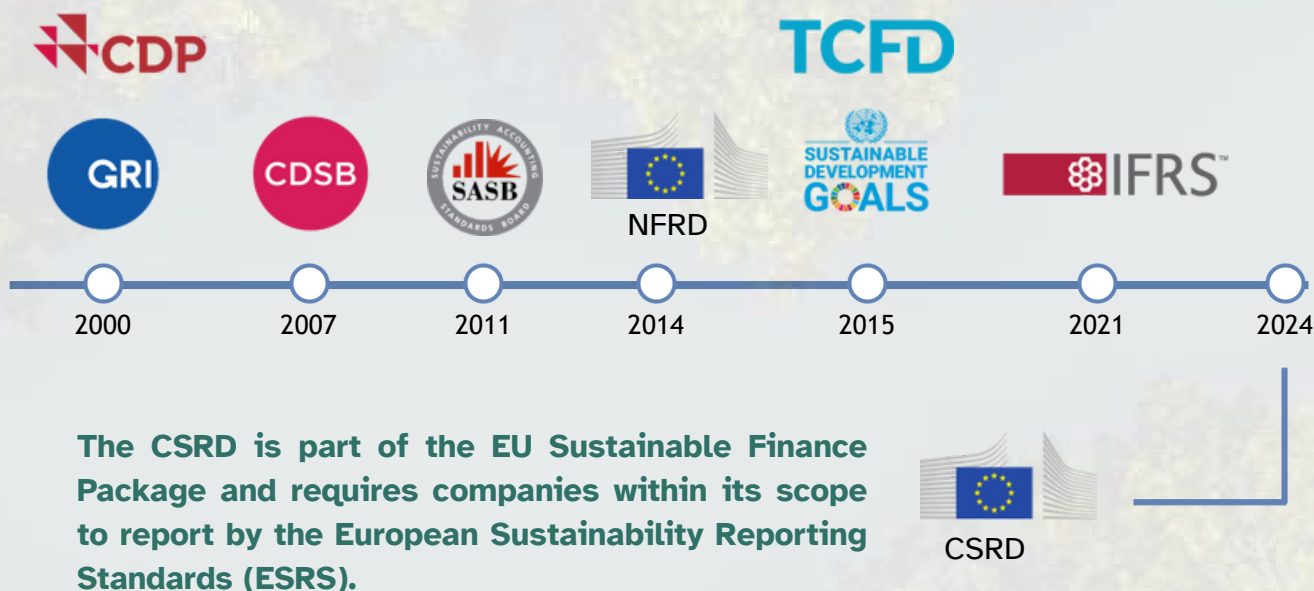 CDP
TCFD
GRI
CDSB
SUSTAINABILITY ACCOUNTING
SASB
STANDARDS BOARD
NFRD
SUSTAINABLE
DEVELOPMENT
GOALS
IFRS™
2000
2007
2011
2014
2015
2021
2024
The CSRD is part of the EU Sustainable Finance
Package and requires companies within its scope
to report by the European Sustainability Reporting
Standards (ESRS).
CSRD